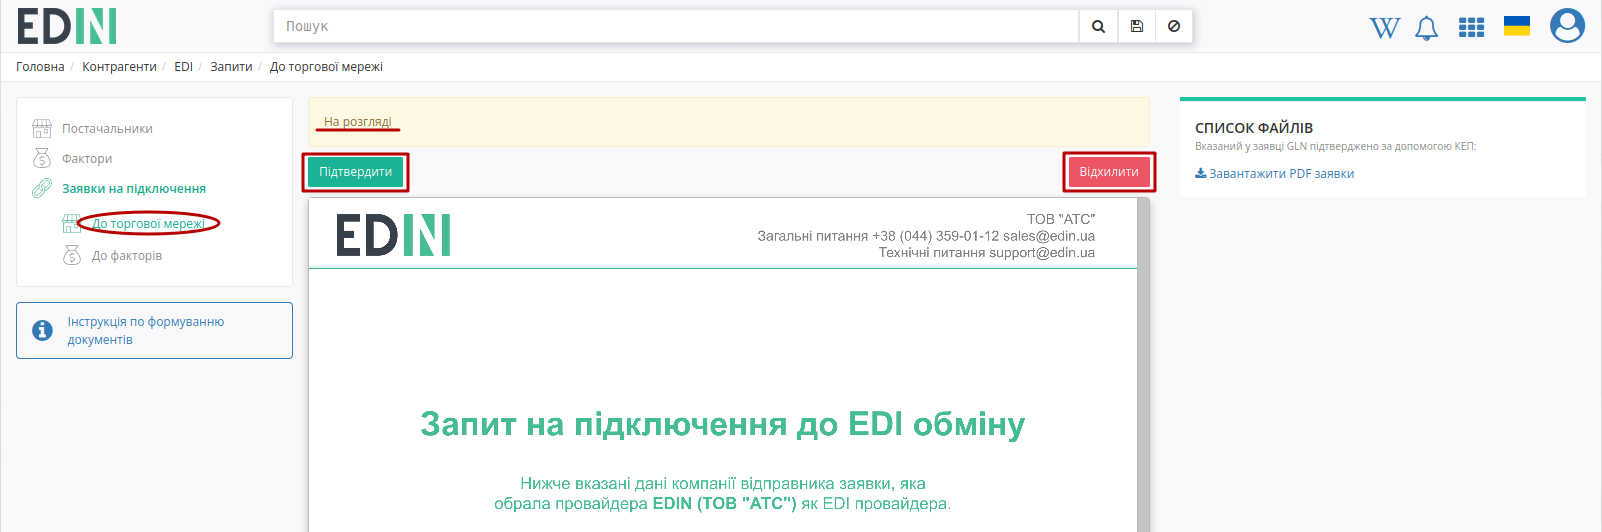 EDIN
Пошук
W
Головна / Контрагенти / EDI / Запити / До торгової мережі
Постачальники
Фактори
Заявки на підключення
До торгової мережі
До факторів
Інструкція по формуванню
документів
На розгляді
Підтвердити
Відхилити
EDIN
ТОВ "АТС"
Загальні питання +38 (044) 359-01-12 sales@edin.ua
Технічні питання support@edin.ua
Запит на підключення до EDI обміну
Нижче вказані дані компанії відправника заявки, яка
обрала провайдера EDIN (ТОВ "АТС") як EDI провайдера.
СПИСОК ФАЙЛІВ
Вказаний у заявці GLN підтверджено за допомогою КЕП:
Завантажити PDF заявки